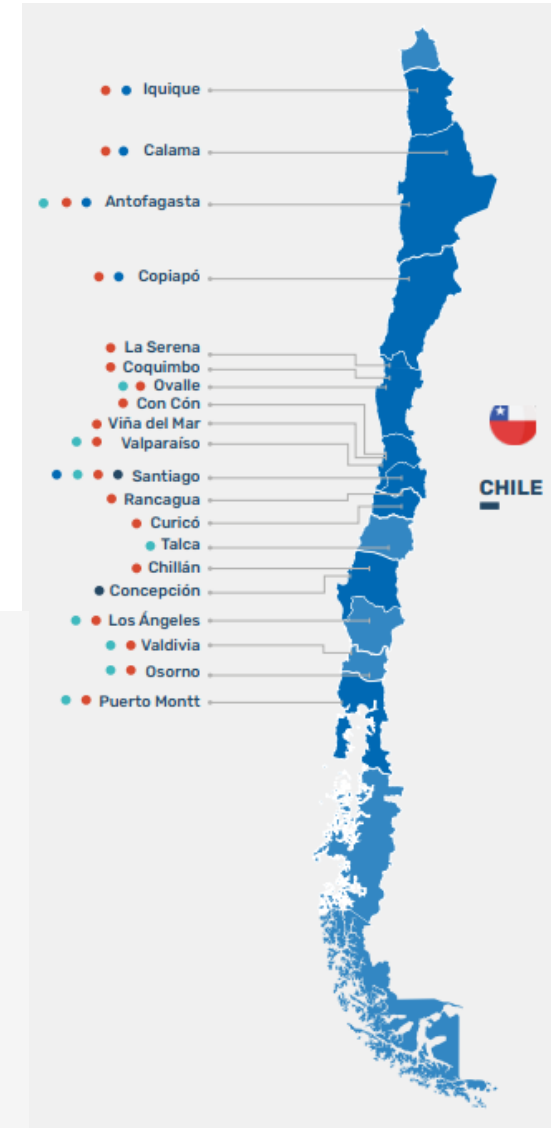 Iquique
Calama
Antofagasta
Copiapó
La Serena
Coquimbo
Ovalle
Con Cón
Viña del Mar
Valparaíso
Santiago
Rancagua
Curicó
Talca
Chillán
Concepción
Los Ángeles
Valdivia
Osorno
Puerto Montt
CHILE